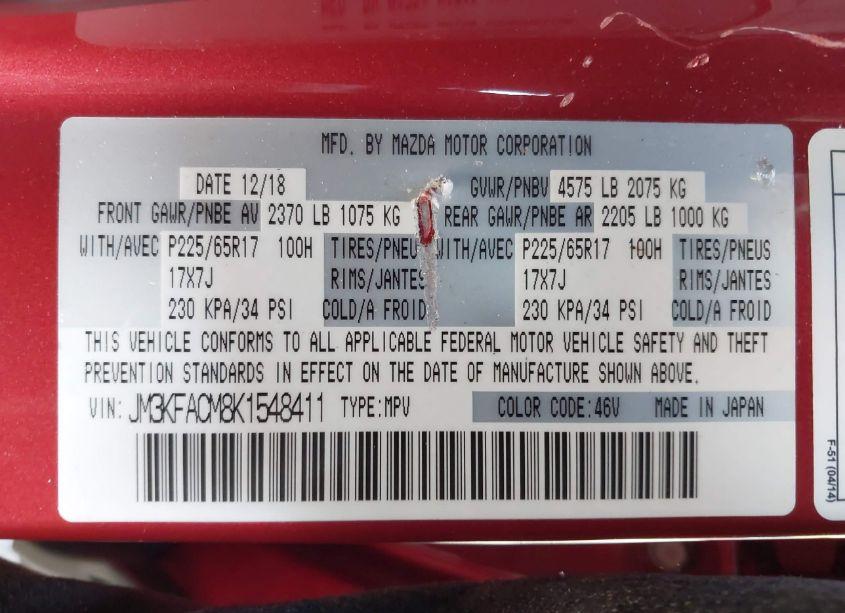 MFD. BY MAZDA MOTOR CORPORATION
DATE 12/18 GVWR/PNBV 4575 LB 2075 KG
FRONT GAWR/PNBE AV 2370 LB 1075 KG REAR GAWR/PNBE AR 2205 LB 1000 KG
WITH/AVEC P225/65R17 100H TIRES/PNEU WITH/AVEC P225/65R17 100H TIRES/PNEUS
17X7J RIMS/JANTES 17X7J RIMS/JANTES
230 KPA/34 PSI COLD/A FROID 230 KPA/34 PSI COLD/A FROID
THIS VEHICLE CONFORMS TO ALL APPLICABLE FEDERAL MOTOR VEHICLE SAFETY AND THEFT
PREVENTION STANDARDS IN EFFECT ON THE DATE OF MANUFACTURE SHOWN ABOVE.
VIN: JM3KFACM8K1548411 TYPE:MPV COLOR CODE:46V MADE IN JAPAN
F-51 (04/14)